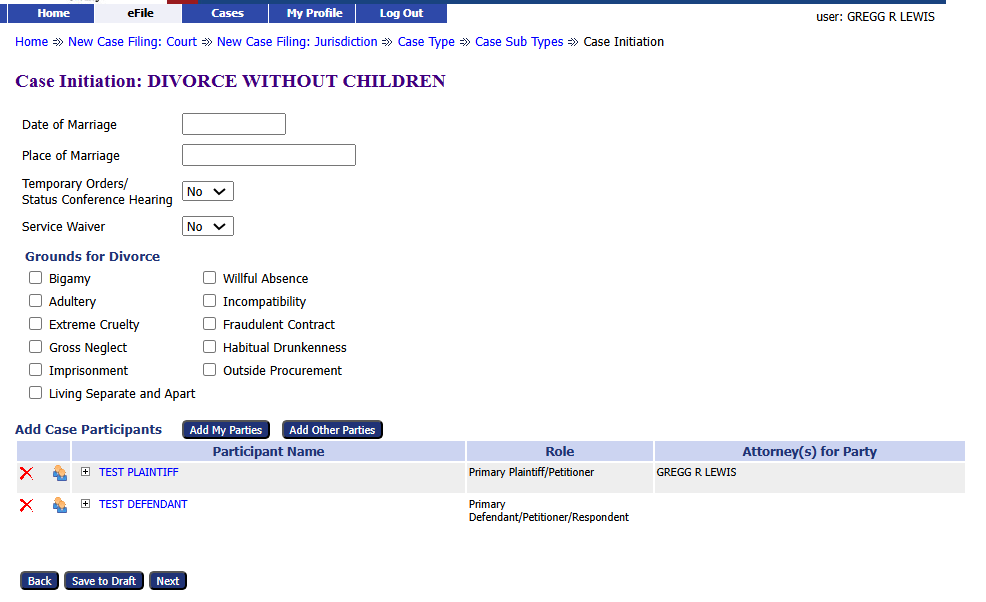 Home eFile Cases My Profile Log Out
user: GREGG R LEWIS
Home ⇒ New Case Filing: Court ⇒ New Case Filing: Jurisdiction ⇒ Case Type ⇒ Case Sub Types ⇒ Case Initiation
Case Initiation: DIVORCE WITHOUT CHILDREN
Date of Marriage
Place of Marriage
Temporary Orders/
Status Conference Hearing No
Service Waiver No
Grounds for Divorce
Bigamy Willful Absence
Adultery Incompatibility
Extreme Cruelty Fraudulent Contract
Gross Neglect Habitual Drunkenness
Imprisonment Outside Procurement
Living Separate and Apart
Add Case Participants Add My Parties Add Other Parties
Participant Name Role Attorney(s) for Party
TEST PLAINTIFF Primary Plaintiff/Petitioner GREGG R LEWIS
TEST DEFENDANT Primary
Defendant/Petitioner/Respondent
Back Save to Draft Next